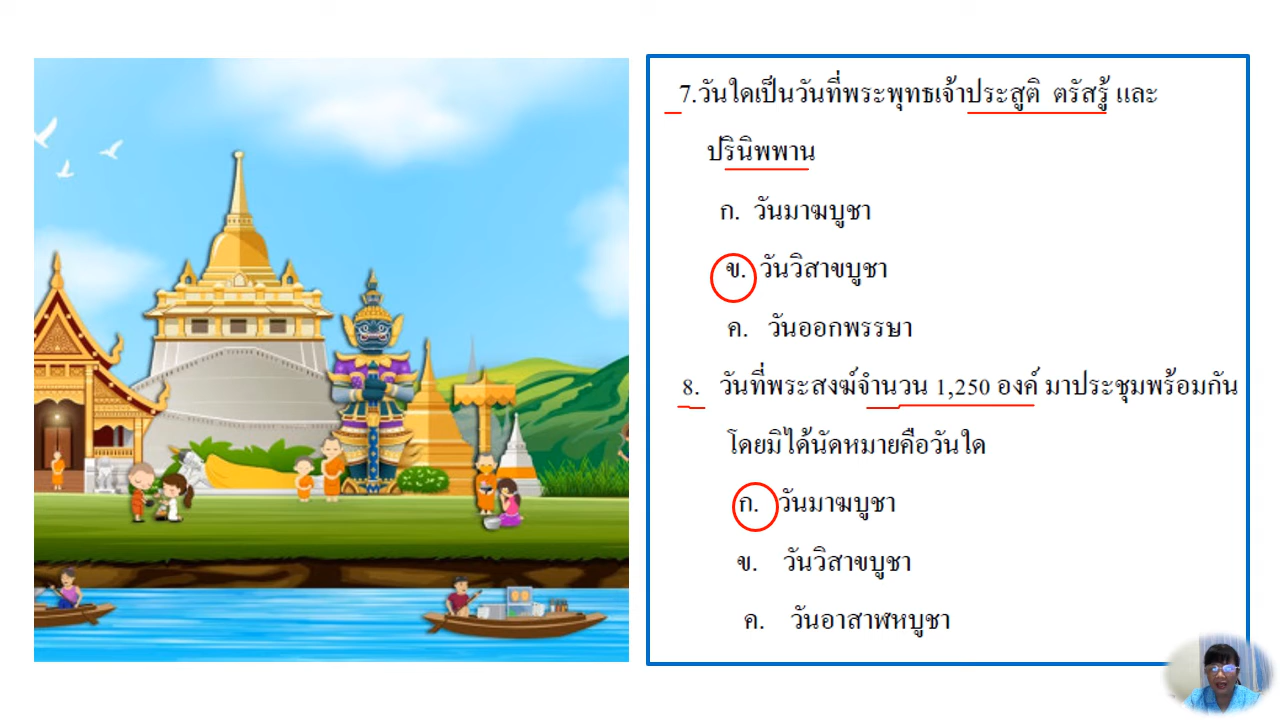 7.วันใดเป็นวันที่พระพุทธเจ้าประสูติ ตรัสรู้ และ
ปรินิพพาน
ก. วันมาฆบูชา
ข. วันวิสาขบูชา
ค. วันออกพรรษา
8. วันที่พระสงฆ์จำนวน 1,250 องค์ มาประชุมพร้อมกัน
โดยมิได้นัดหมายคือวันใด
ก. วันมาฆบูชา
ข. วันวิสาขบูชา
ค. วันอาสาฬหบูชา